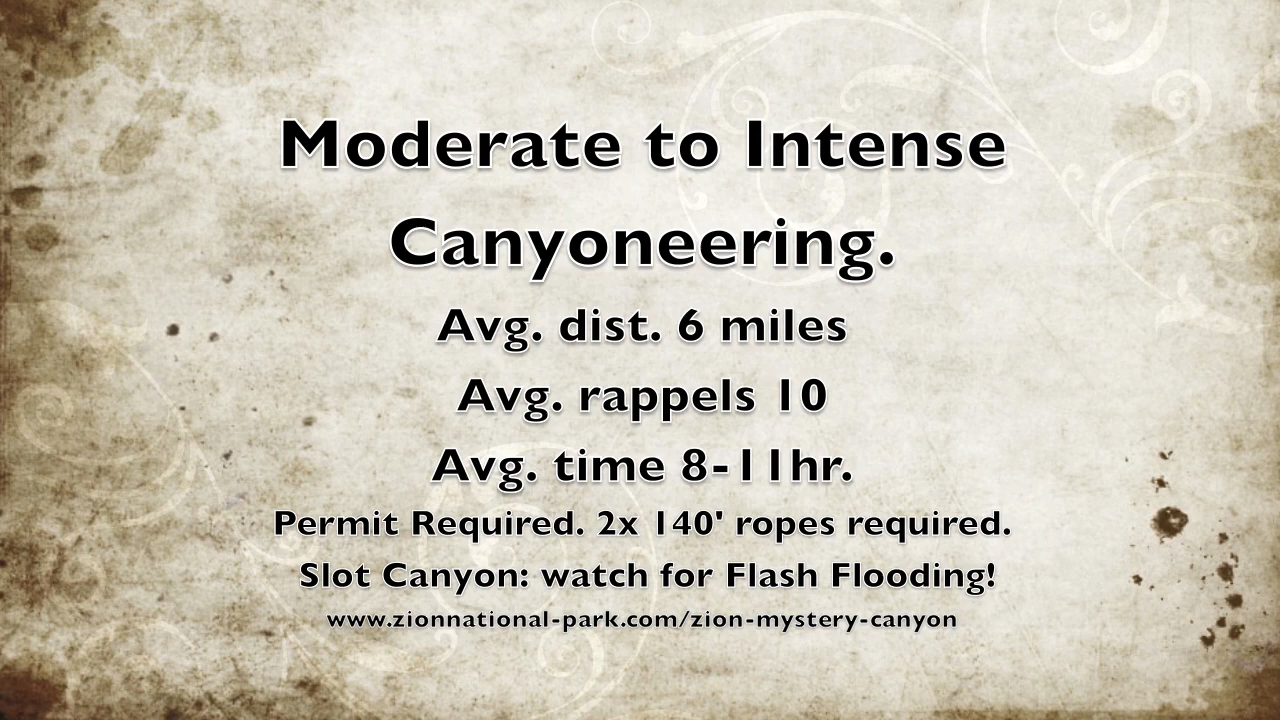 Moderate to Intense
Canyoneering.
Avg. dist. 6 miles
Avg. rappels 10
Avg. time 8-11hr.
Permit Required. 2x 140' ropes required.
Slot Canyon: watch for Flash Flooding!
www.zionnational-park.com/zion-mystery-canyon